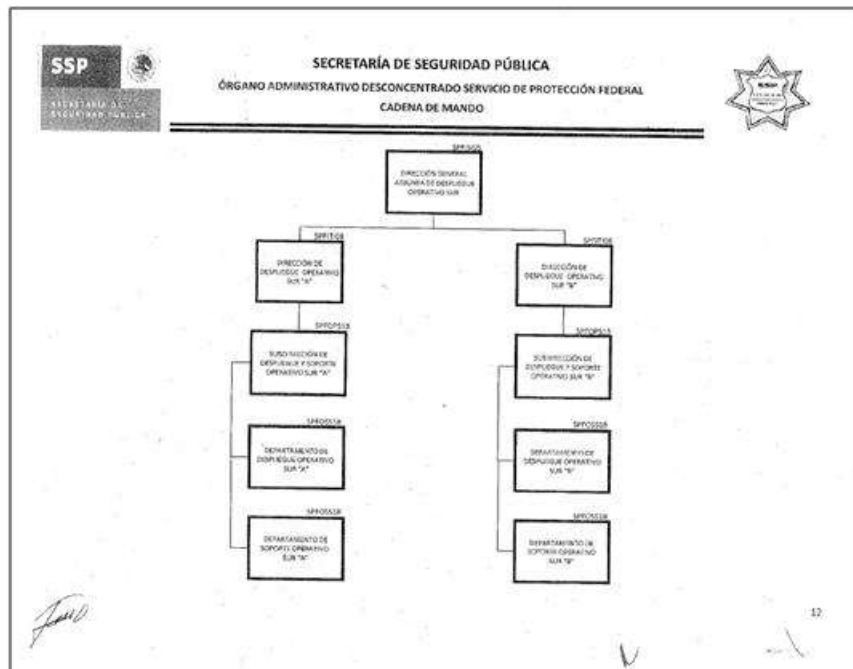 SSP
SECRETARÍA DE
SEGURIDAD PÚBLICA
SECRETARÍA DE SEGURIDAD PÚBLICA
ÓRGANO ADMINISTRATIVO DESCONCENTRADO SERVICIO DE PROTECCIÓN FEDERAL
CADENA DE MANDO
SSP
DIRECCIÓN GENERAL
ADJUNTA DE DESPLIEGUE
OPERATIVO SUR
DIRECCIÓN DE
DESPLIEGUE OPERATIVO
SUR "A"
DIRECCIÓN DE
DESPLIEGUE OPERATIVO
SUR "B"
SUBDIRECCIÓN DE
DESPLIEGUE Y SOPORTE
OPERATIVO SUR "A"
SUBDIRECCIÓN DE
DESPLIEGUE Y SOPORTE
OPERATIVO SUR "B"
DEPARTAMENTO DE
DESPLIEGUE OPERATIVO
SUR "A"
DEPARTAMENTO DE
DESPLIEGUE OPERATIVO
SUR "B"
DEPARTAMENTO DE
SOPORTE OPERATIVO
SUR "A"
DEPARTAMENTO DE
SOPORTE OPERATIVO
SUR "B"
12